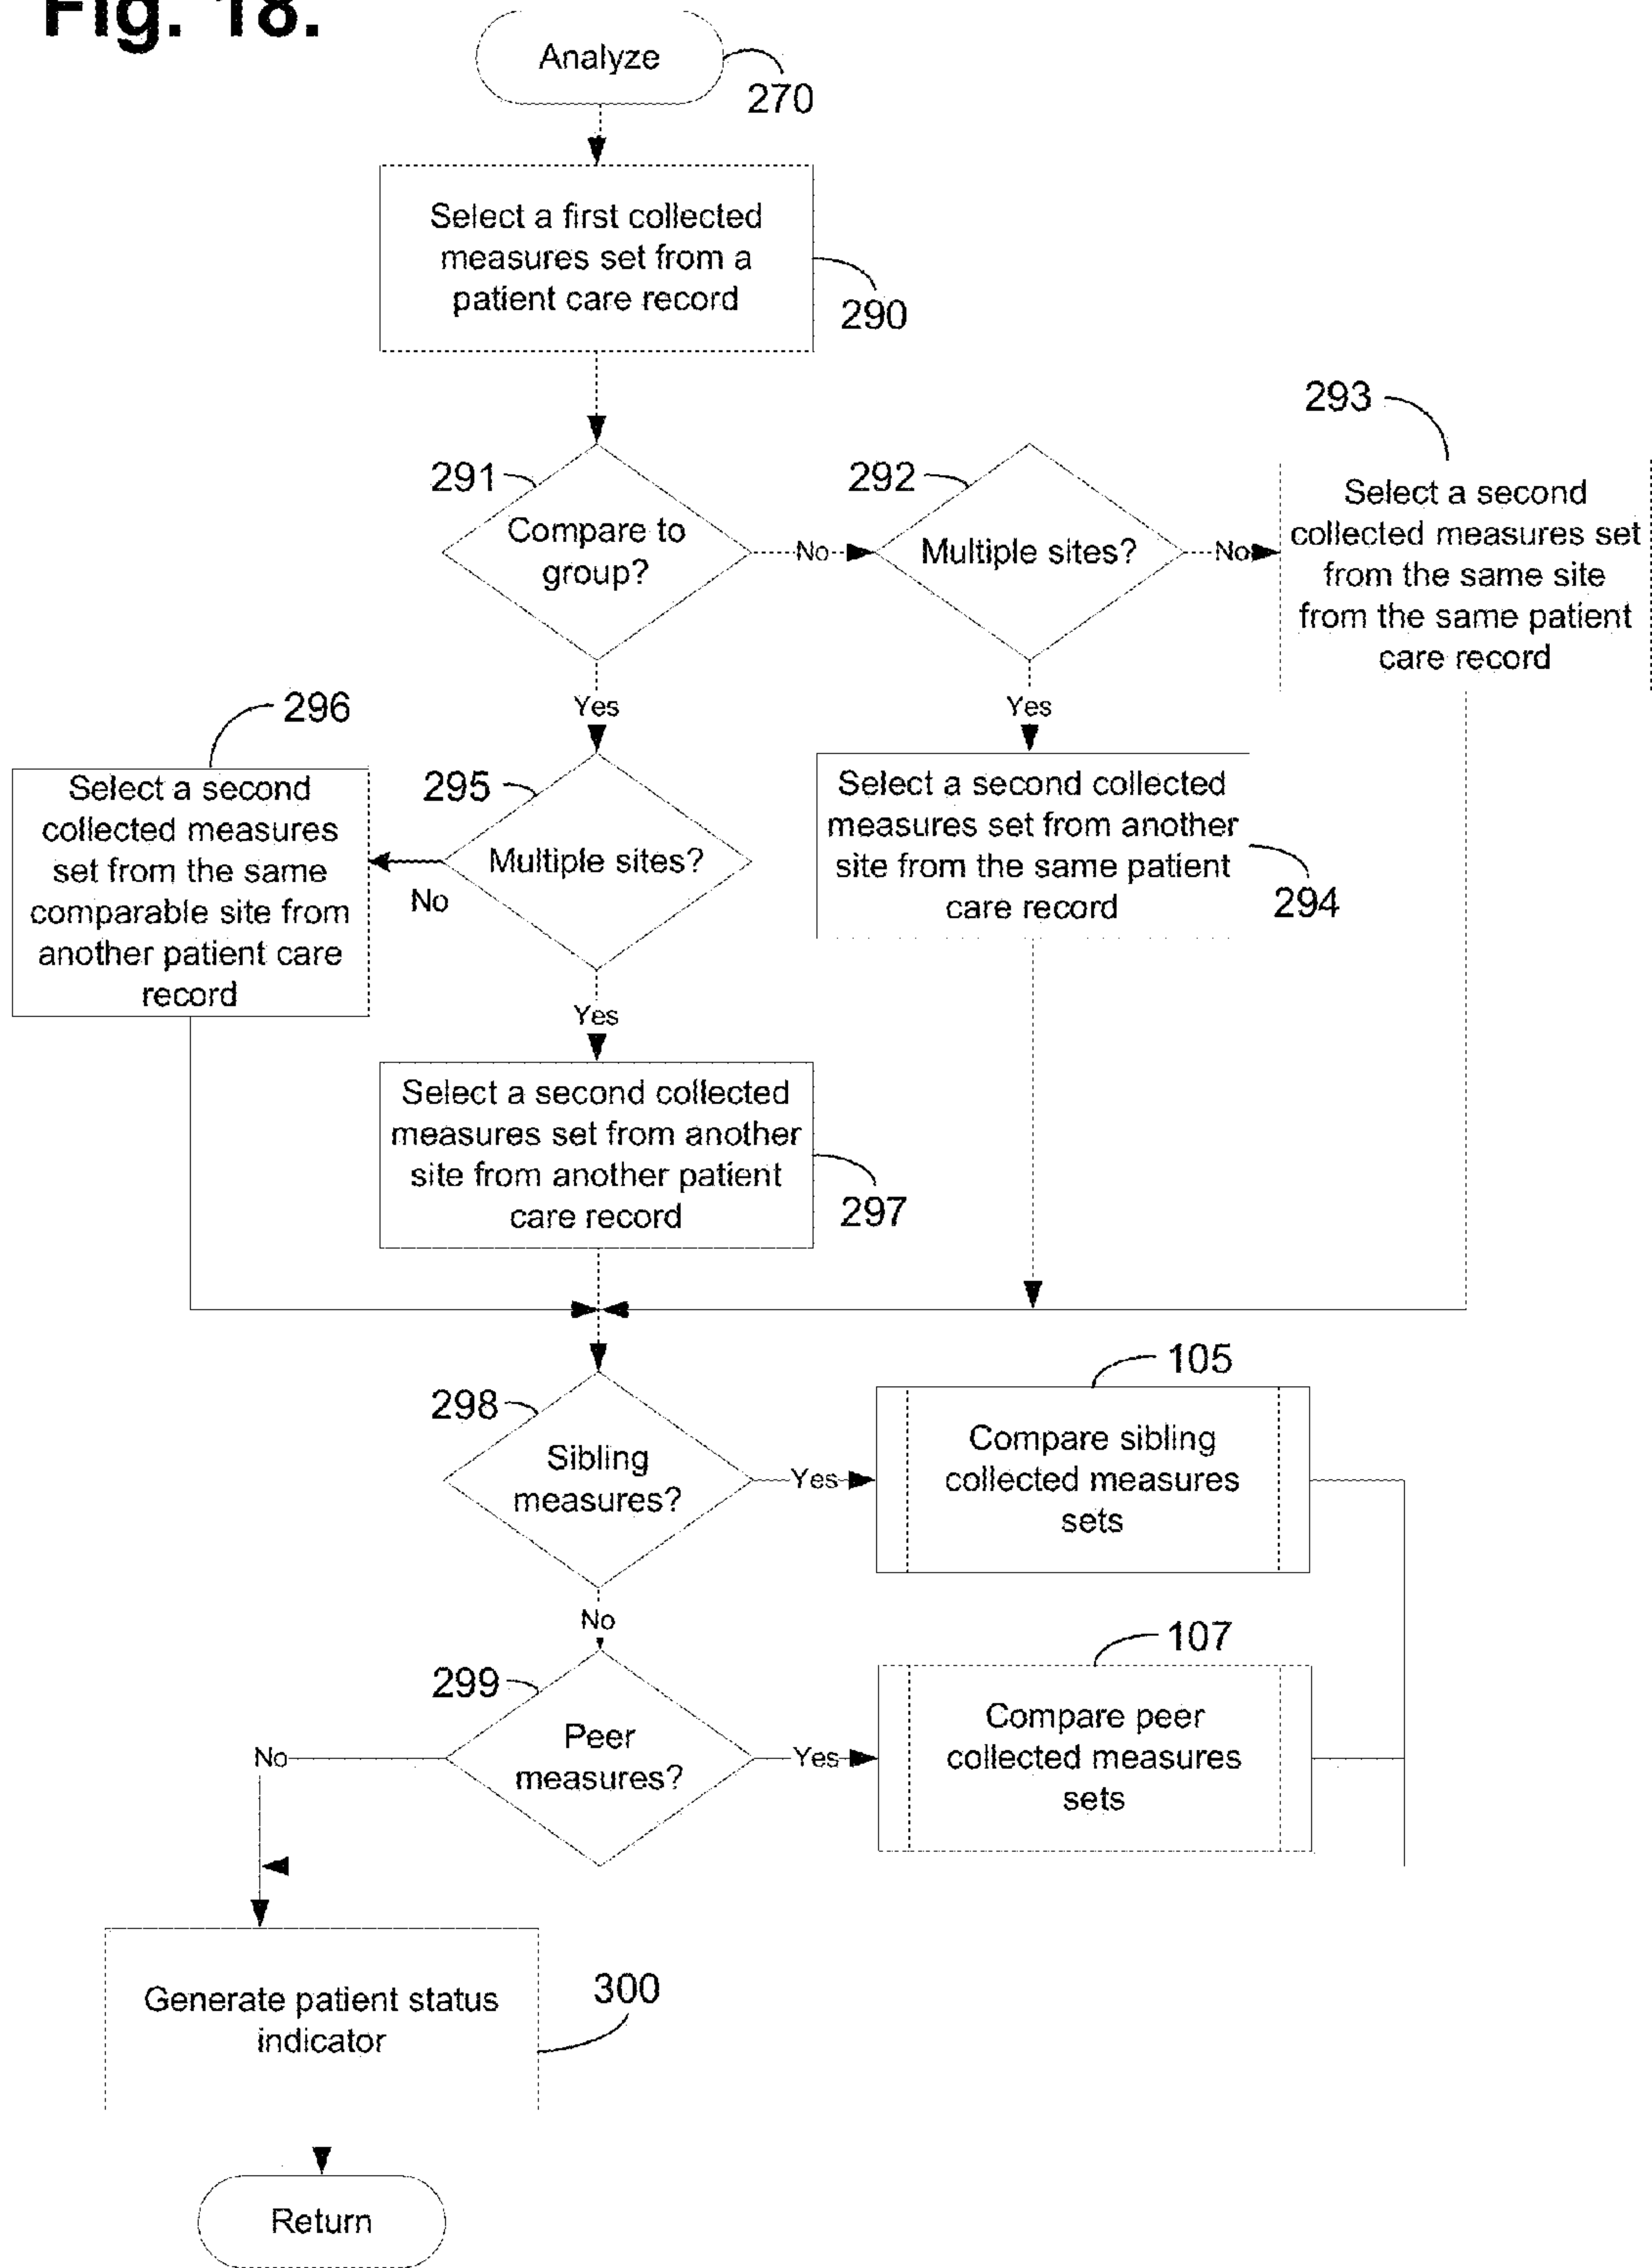 Fig. 18.
Analyze
270
Select a first collected
measures set from a
patient care record
290
291
Compare to
group?
No
292
Multiple sites?
No
293
Select a second
collected measures set
from the same site
from the same patient
care record
Yes
Yes
296
Select a second
collected measures
set from the same
comparable site from
another patient care
record
295
Multiple sites?
No
Select a second collected
measures set from another
site from the same patient
care record
294
Yes
Select a second collected
measures set from another
site from another patient
care record
297
298
Sibling
measures?
Yes
105
Compare sibling
collected measures
sets
No
299
Peer
measures?
Yes
107
Compare peer
collected measures
sets
No
Generate patient status
indicator
300
Return